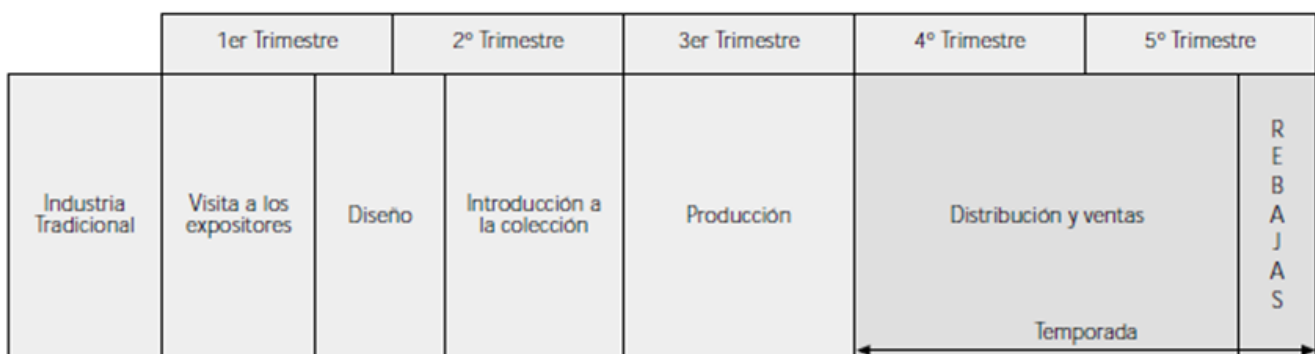 1er Trimestre
2º Trimestre
3er Trimestre
4º Trimestre
5º Trimestre
Industria
Tradicional
Visita a los
expositores
Diseño
Introducción a
la colección
Producción
Distribución y ventas
R
E
B
A
J
A
S
Temporada